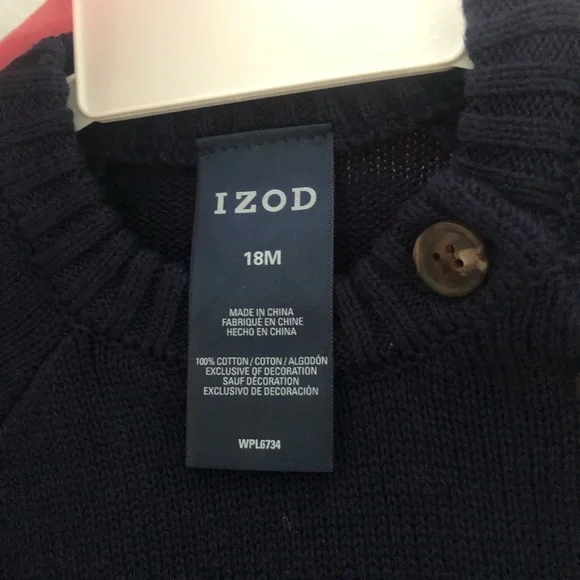 IZOD
18M
MADE IN CHINA
FABRIQUÉ EN CHINE
HECHO EN CHINA
100% COTTON / COTON / ALGODÓN
EXCLUSIVE OF DECORATION
SAUF DÉCORATION
EXCLUSIVO DE DECORACIÓN
WPL6734